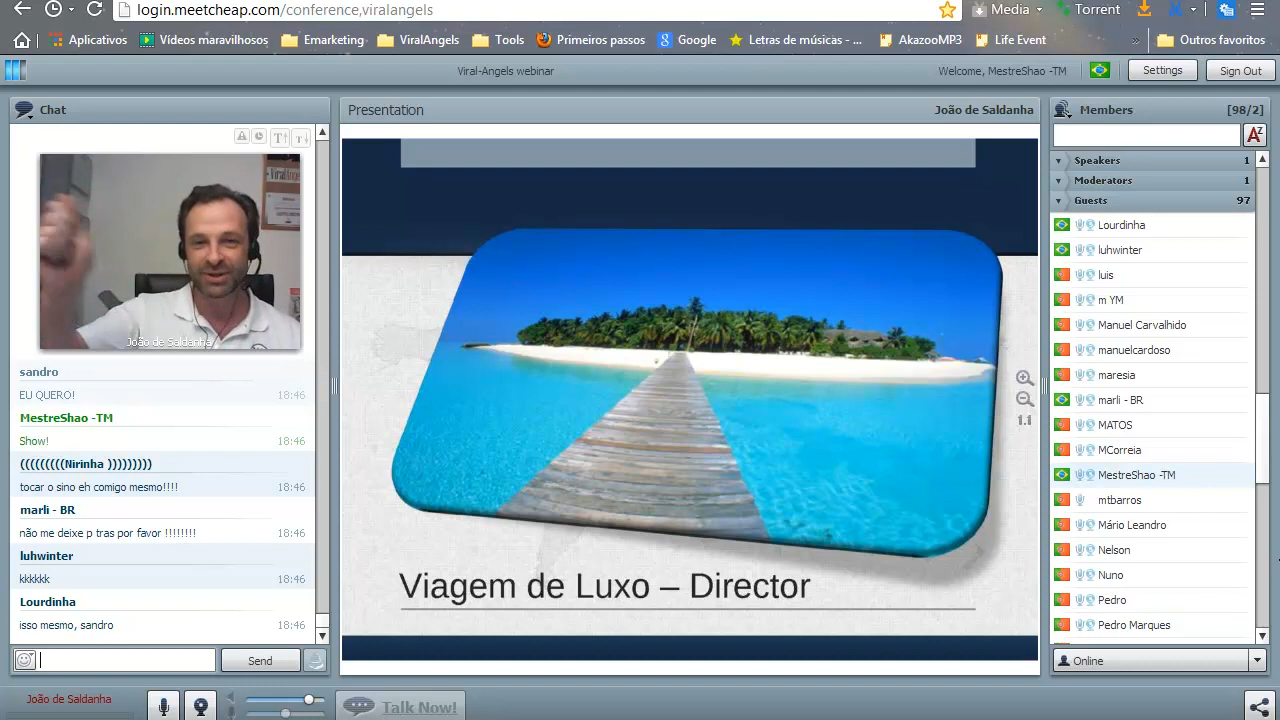 login.meetcheap.com/conference,viralangels
Media
Torrent
Aplicativos
Vídeos maravilhosos
Emarketing
ViralAngels
Tools
Primeiros passos
Google
Letras de músicas - ...
AkazooMP3
Life Event
»
Outros favoritos
Viral-Angels webinar
Welcome, MestreShao -TM
Settings
Sign Out
Chat
João de Saldanha
sandro
EU QUERO!
18:46
MestreShao -TM
Show!
18:46
(((((((((Nirinha )))))))))
tocar o sino eh comigo mesmo!!!!
18:46
marli - BR
não me deixe p tras por favor !!!!!!!!
18:46
luhwinter
kkkkkk
18:46
Lourdinha
isso mesmo, sandro
18:46
Send
João de Saldanha
Presentation
João de Saldanha
Viagem de Luxo – Director
1.1
Talk Now!
Members
[98/2]
Speakers 1
Moderators 1
Guests 97
Lourdinha
luhwinter
luis
m YM
Manuel Carvalhido
manuelcardoso
maresia
marli - BR
MATOS
MCorreia
MestreShao -TM
mtbarros
Mário Leandro
Nelson
Nuno
Pedro
Pedro Marques
Online